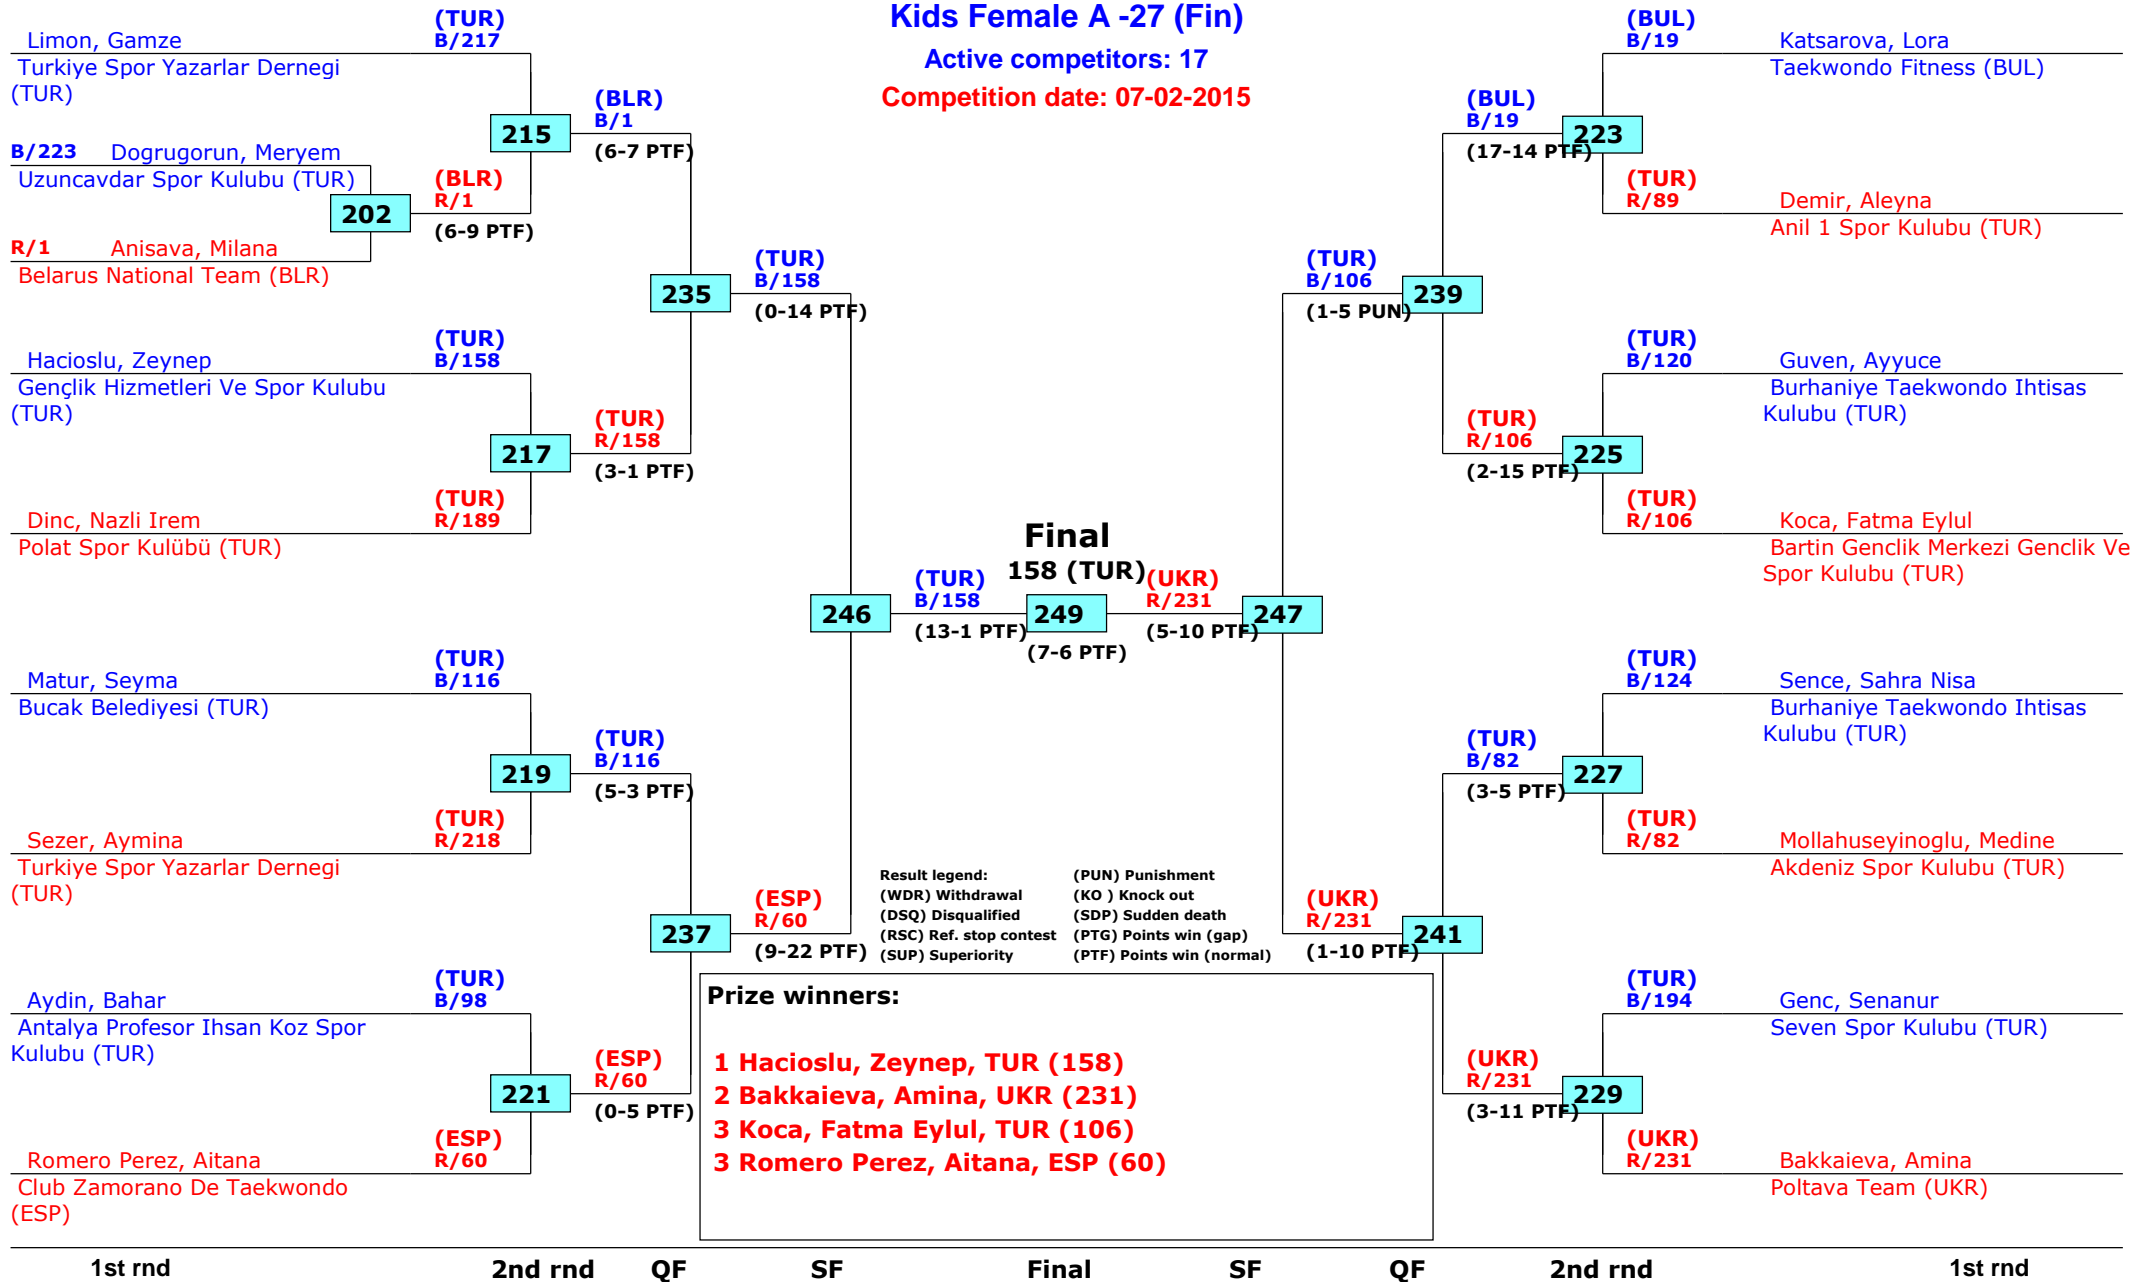 Kids Female A -27 (Fin)
Active competitors: 17
Competition date: 07-02-2015
Limon, Gamze
(TUR)
B/217
Turkiye Spor Yazarlar Dernegi
(TUR)
B/223 Dogrugorun, Meryem
Uzuncavdar Spor Kulubu (TUR)
202
R/1 Anisava, Milana
Belarus National Team (BLR)
(BLR)
R/1
(6-9 PTF)
215
(BLR)
B/1
(6-7 PTF)
Hacioslu, Zeynep
(TUR)
B/158
Gençlik Hizmetleri Ve Spor Kulubu
(TUR)
217
Dinc, Nazli Irem
(TUR)
R/189
Polat Spor Kulübü (TUR)
(TUR)
R/158
(3-1 PTF)
235
(TUR)
B/158
(0-14 PTF)
Matur, Seyma
(TUR)
B/116
Bucak Belediyesi (TUR)
219
Sezer, Aymina
(TUR)
R/218
Turkiye Spor Yazarlar Dernegi
(TUR)
(TUR)
B/116
(5-3 PTF)
Aydin, Bahar
(TUR)
B/98
Antalya Profesor Ihsan Koz Spor
Kulubu (TUR)
221
Romero Perez, Aitana
(ESP)
R/60
Club Zamorano De Taekwondo
(ESP)
(ESP)
R/60
(0-5 PTF)
237
(ESP)
R/60
(9-22 PTF)
246
(TUR)
B/158
(13-1 PTF)
Final
158 (TUR)
249
(7-6 PTF)
(UKR)
R/231
(5-10 PTF)
247
(TUR)
B/106
(1-5 PUN)
239
(BUL)
B/19
(17-14 PTF)
223
(BUL)
B/19
Katsarova, Lora
Taekwondo Fitness (BUL)
(TUR)
R/89
Demir, Aleyna
Anil 1 Spor Kulubu (TUR)
(TUR)
R/106
(2-15 PTF)
225
(TUR)
B/120
Guven, Ayyuce
Burhaniye Taekwondo Ihtisas
Kulubu (TUR)
(TUR)
R/106
Koca, Fatma Eylul
Bartin Genclik Merkezi Genclik Ve
Spor Kulubu (TUR)
(UKR)
R/231
(1-10 PTF)
241
(TUR)
B/82
(3-5 PTF)
227
(TUR)
B/124
Sence, Sahra Nisa
Burhaniye Taekwondo Ihtisas
Kulubu (TUR)
(TUR)
R/82
Mollahuseyinoglu, Medine
Akdeniz Spor Kulubu (TUR)
(UKR)
R/231
(3-11 PTF)
229
(TUR)
B/194
Genc, Senanur
Seven Spor Kulubu (TUR)
(UKR)
R/231
Bakkaieva, Amina
Poltava Team (UKR)
Result legend: (PUN) Punishment
(WDR) Withdrawal (KO ) Knock out
(DSQ) Disqualified (SDP) Sudden death
(RSC) Ref. stop contest (PTG) Points win (gap)
(SUP) Superiority (PTF) Points win (normal)
Prize winners:
1 Hacioslu, Zeynep, TUR (158)
2 Bakkaieva, Amina, UKR (231)
3 Koca, Fatma Eylul, TUR (106)
3 Romero Perez, Aitana, ESP (60)
1st rnd 2nd rnd QF SF Final SF QF 2nd rnd 1st rnd